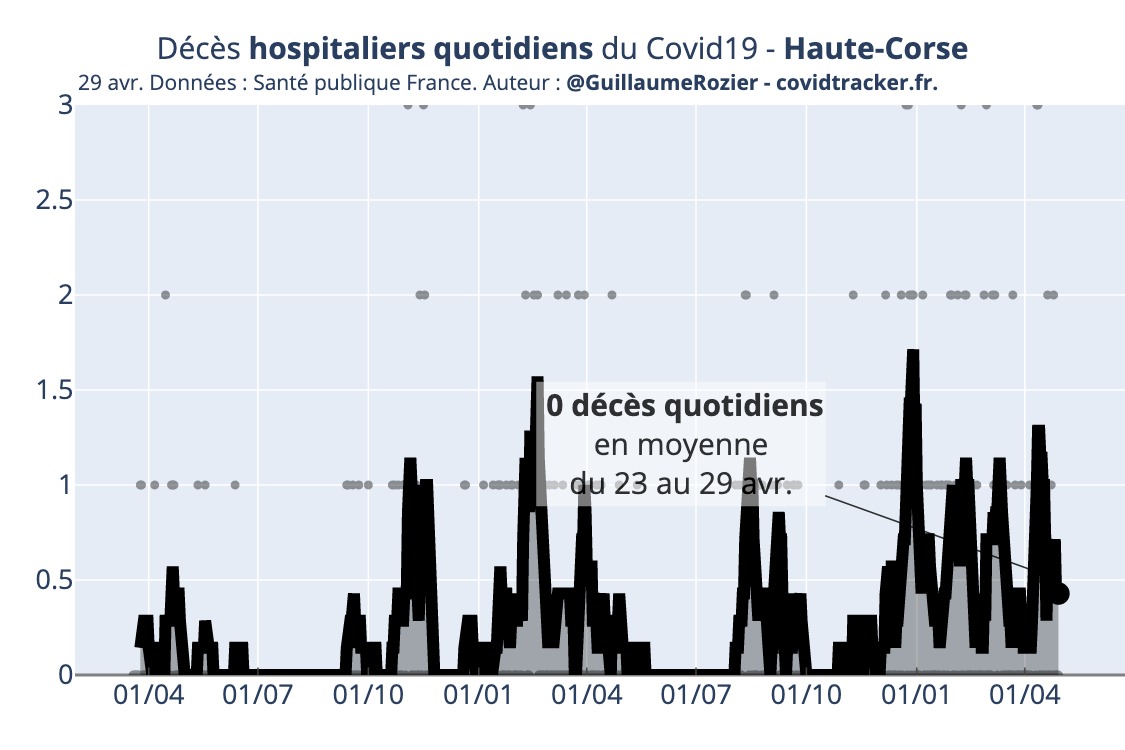 Décès hospitaliers quotidiens du Covid19 - Haute-Corse
29 avr. Données : Santé publique France. Auteur : @GuillaumeRozier - covidtracker.fr.
3
2.5
2
1.5
1
0.5
0
0 décès quotidiens
en moyenne
du 23 au 29 avr.
01/04 01/07 01/10 01/01 01/04 01/07 01/10 01/01 01/04